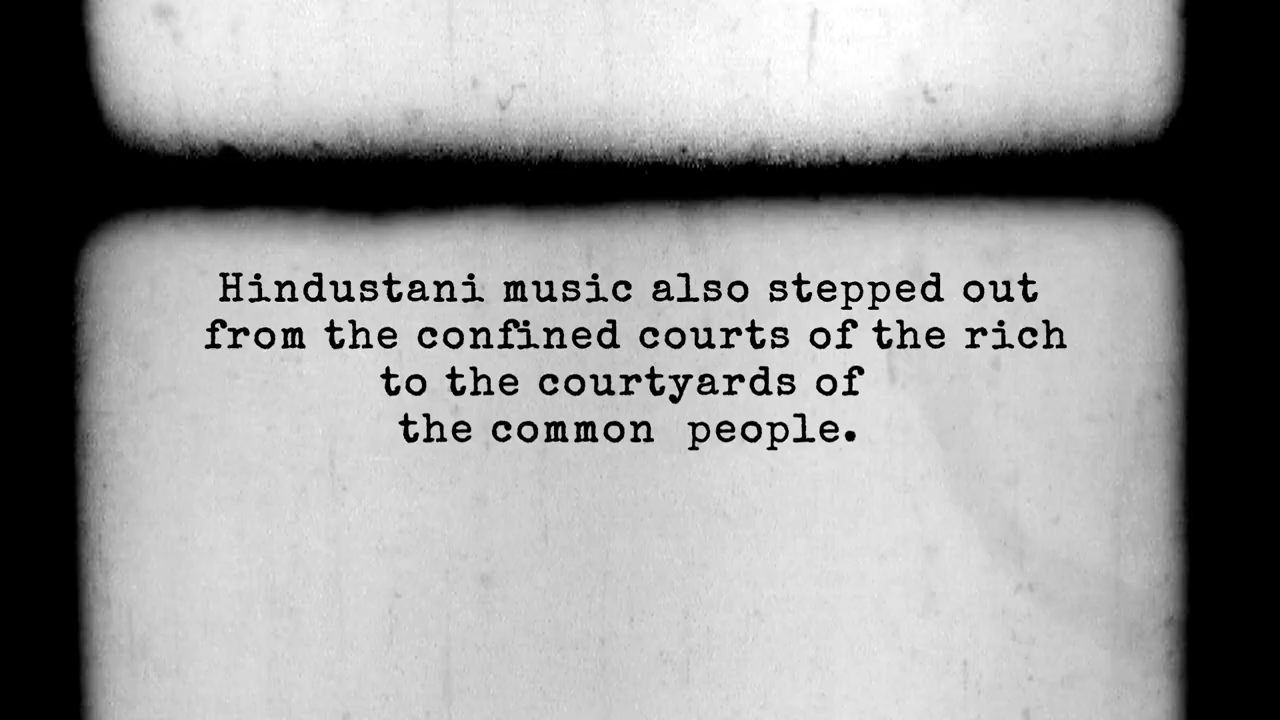 Hindustani music also stepped out
from the confined courts of the rich
to the courtyards of
the common  people.